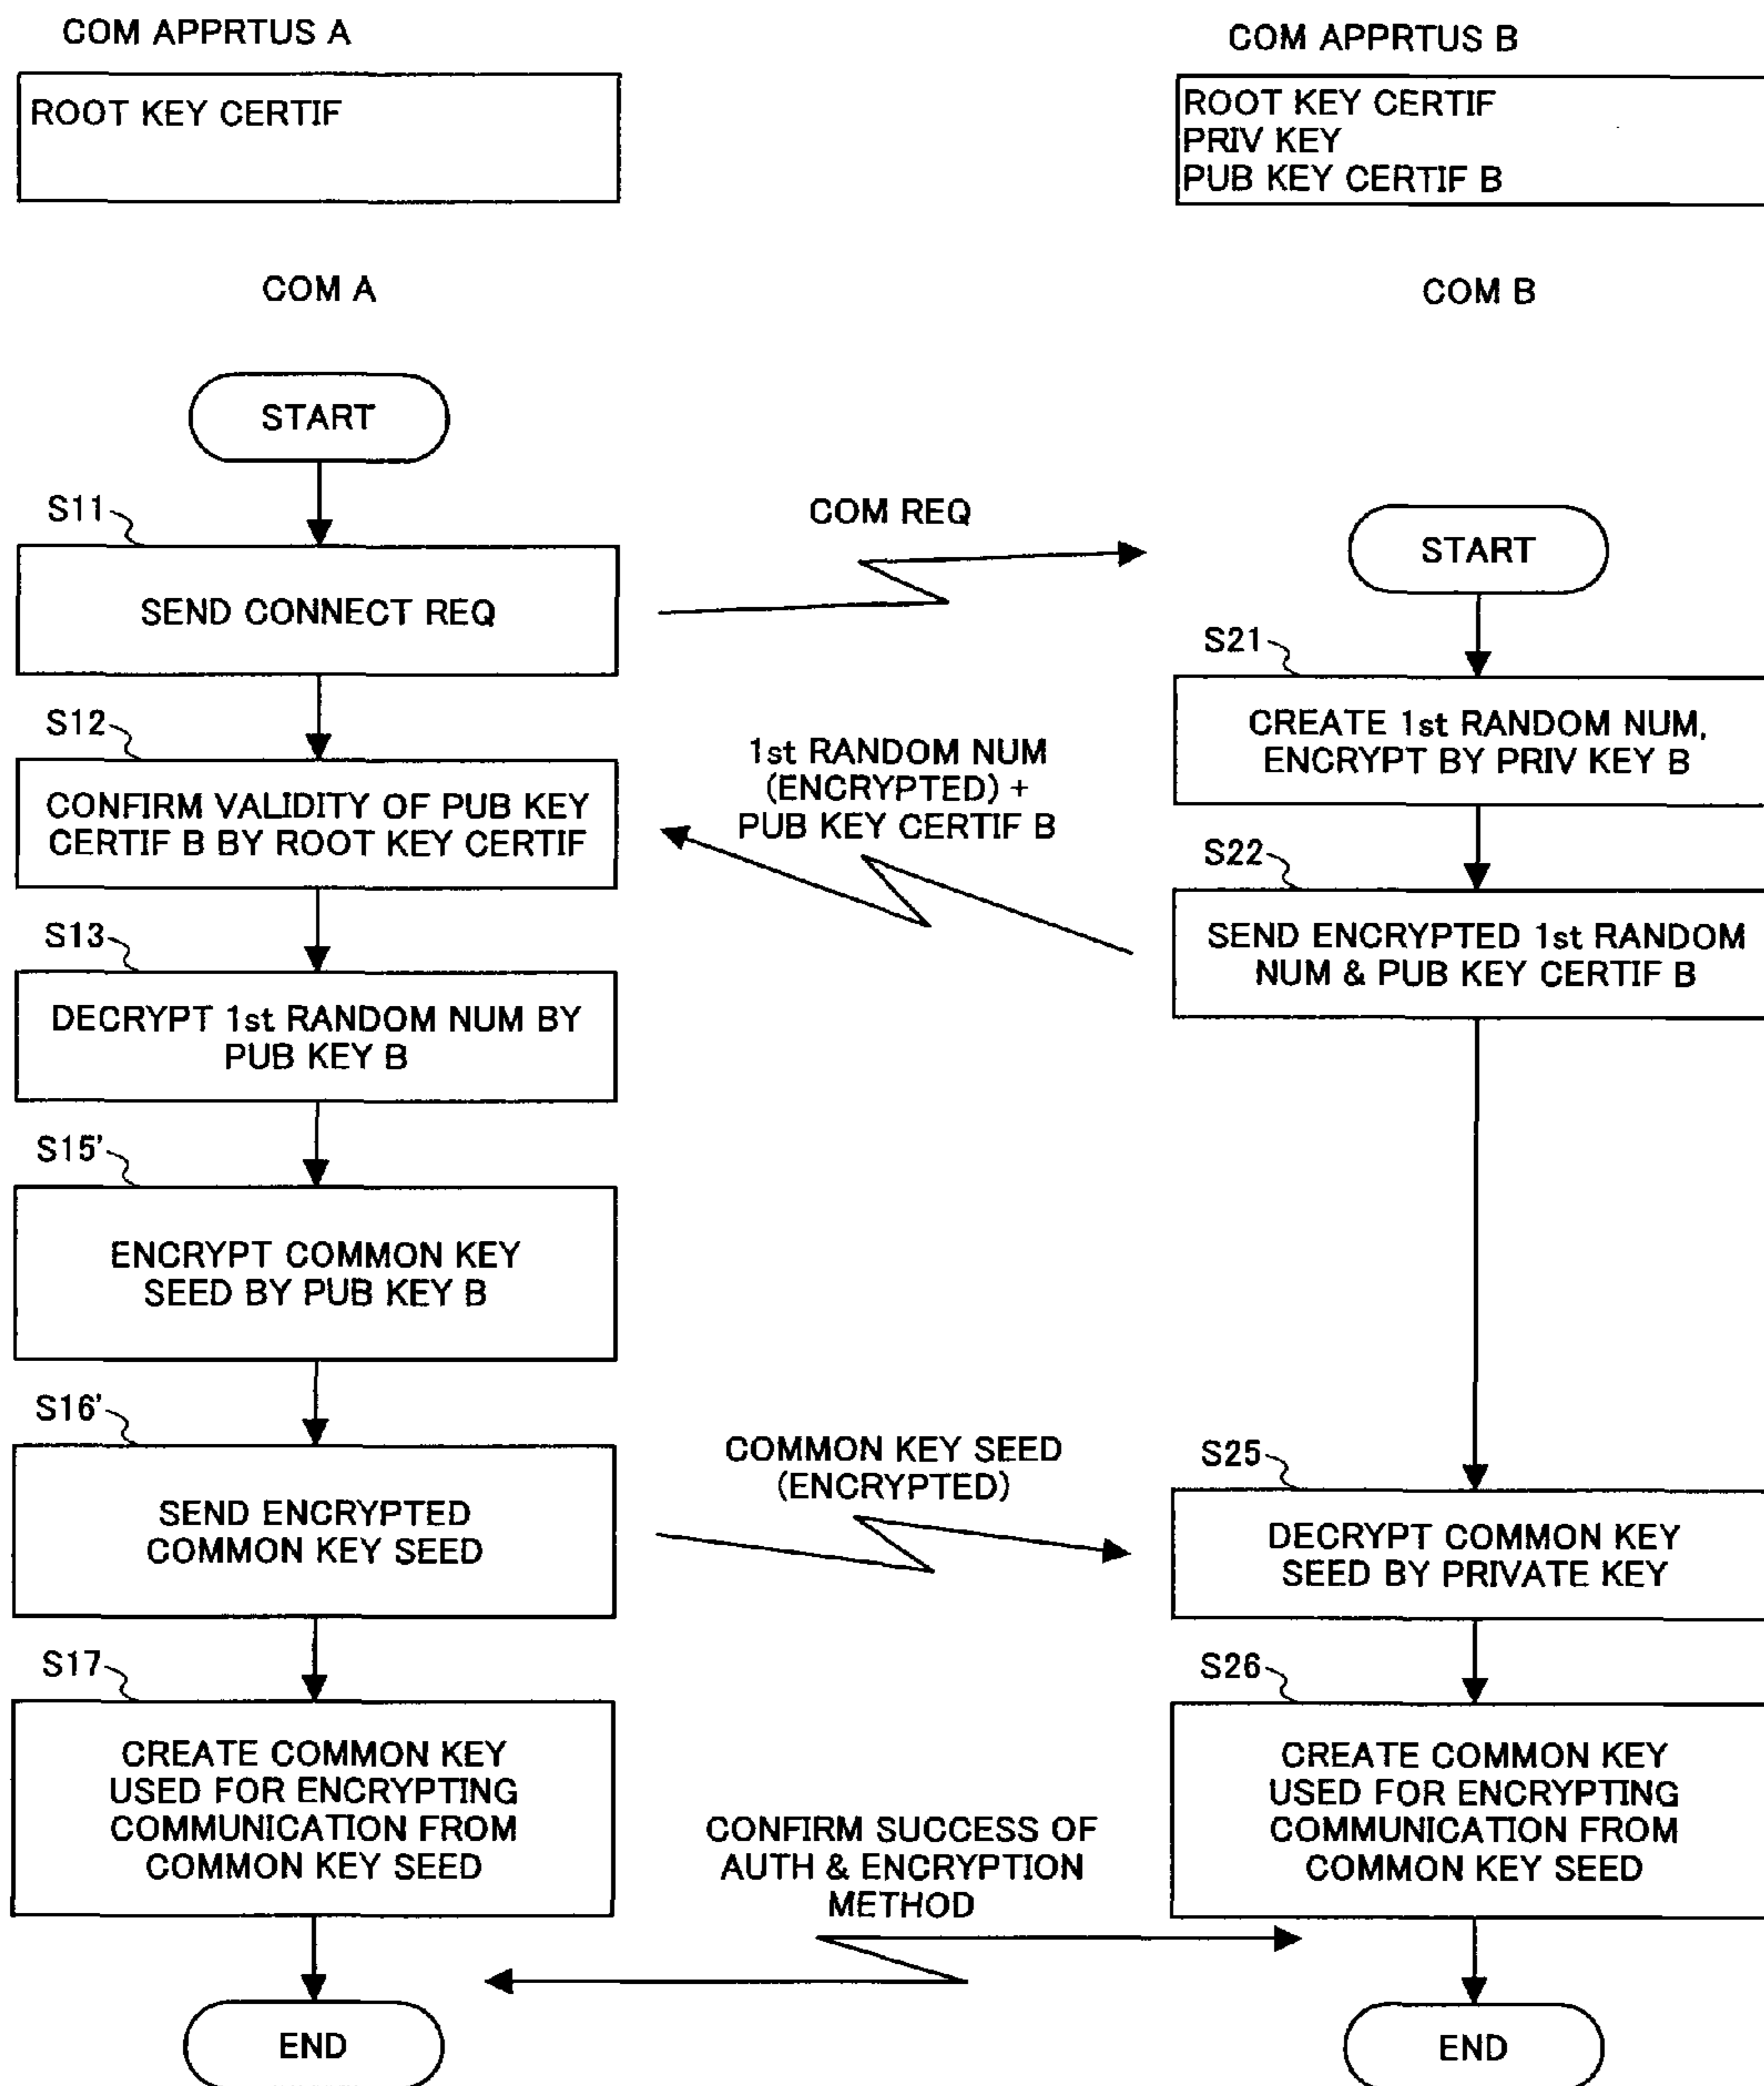 COM APPRTUS A
ROOT KEY CERTIF
COM APPRTUS B
ROOT KEY CERTIF
PRIV KEY
PUB KEY CERTIF B
COM A
COM B
START
S11
SEND CONNECT REQ
COM REQ
START
S21
CREATE 1st RANDOM NUM,
ENCRYPT BY PRIV KEY B
S12
CONFIRM VALIDITY OF PUB KEY
CERTIF B BY ROOT KEY CERTIF
1st RANDOM NUM
(ENCRYPTED) +
PUB KEY CERTIF B
S22
SEND ENCRYPTED 1st RANDOM
NUM & PUB KEY CERTIF B
S13
DECRYPT 1st RANDOM NUM BY
PUB KEY B
S15'
ENCRYPT COMMON KEY
SEED BY PUB KEY B
S16'
SEND ENCRYPTED
COMMON KEY SEED
COMMON KEY SEED
(ENCRYPTED)
S25
DECRYPT COMMON KEY
SEED BY PRIVATE KEY
S17
CREATE COMMON KEY
USED FOR ENCRYPTING
COMMUNICATION FROM
COMMON KEY SEED
S26
CREATE COMMON KEY
USED FOR ENCRYPTING
COMMUNICATION FROM
COMMON KEY SEED
CONFIRM SUCCESS OF
AUTH & ENCRYPTION
METHOD
END
END